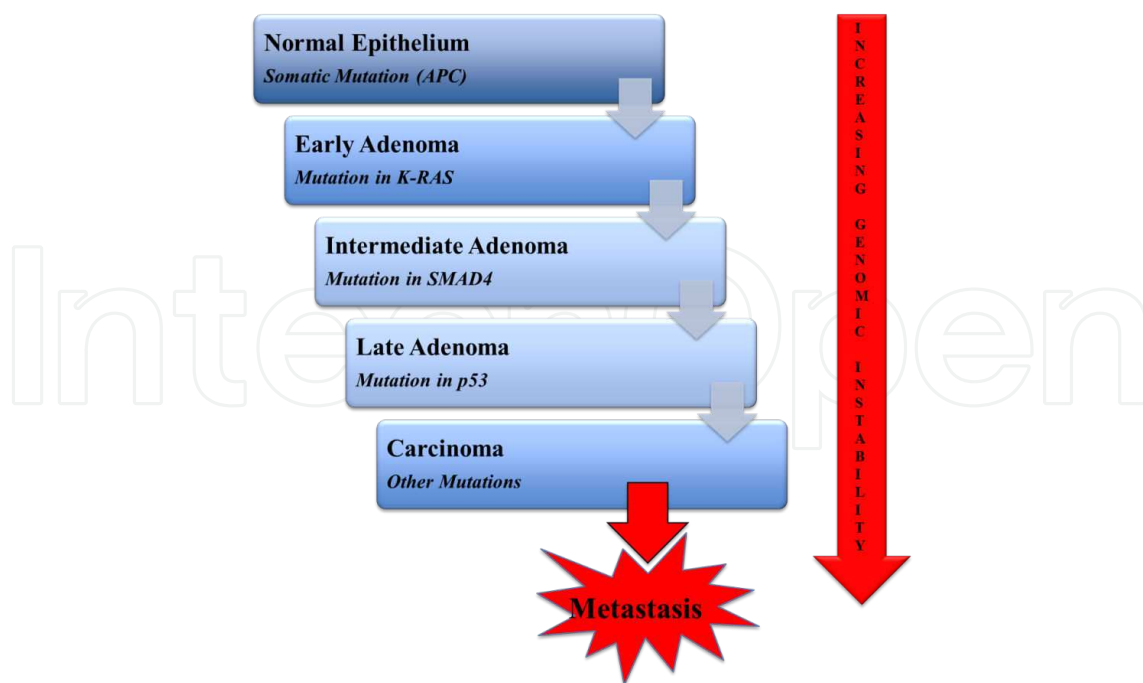 Normal Epithelium
Somatic Mutation (APC)
Early Adenoma
Mutation in K-RAS
Intermediate Adenoma
Mutation in SMAD4
Late Adenoma
Mutation in p53
Carcinoma
Other Mutations
Metastasis
INCREASING GENOMIC INSTABILITY
IntechOpen